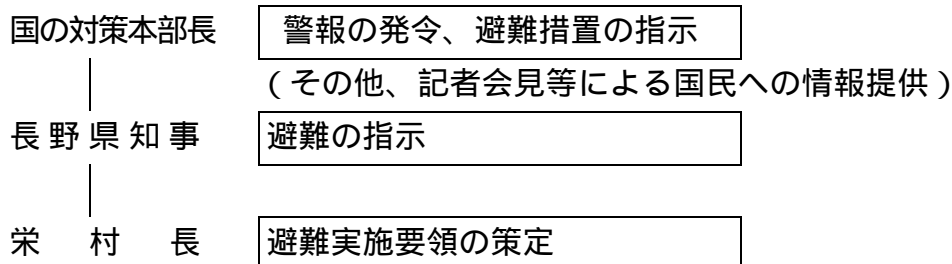 国の対策本部長 警報の発令、避難措置の指示
(その他、記者会見等による国民への情報提供)
長野県知事 避難の指示
栄村長 避難実施要領の策定